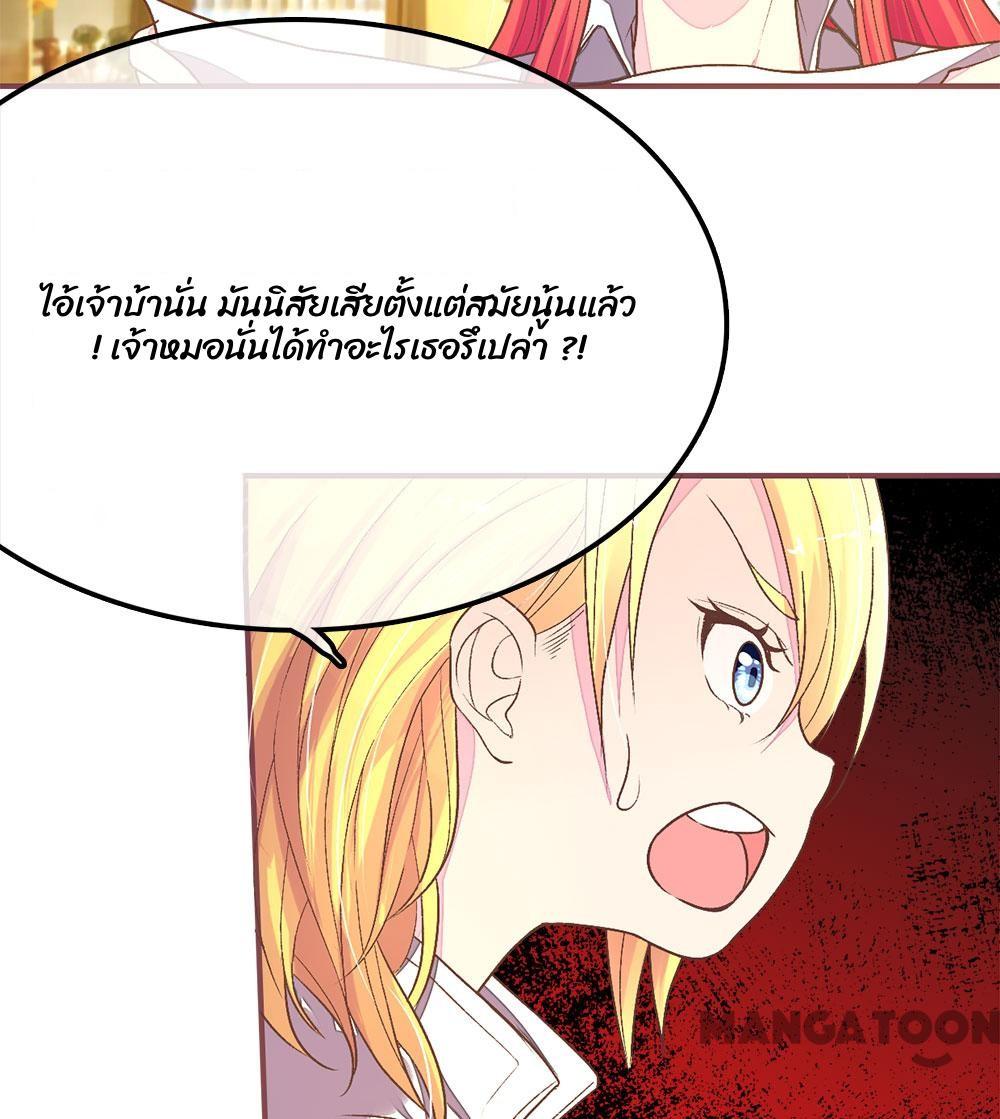 ไอ้เจ้าบ้านั่น มันนิสัยเสียตั้งแต่สมัยนู้นแล้ว
! เจ้าหมอนั่นได้ทำอะไรเธอรึเปล่า ?!
MANGATOON